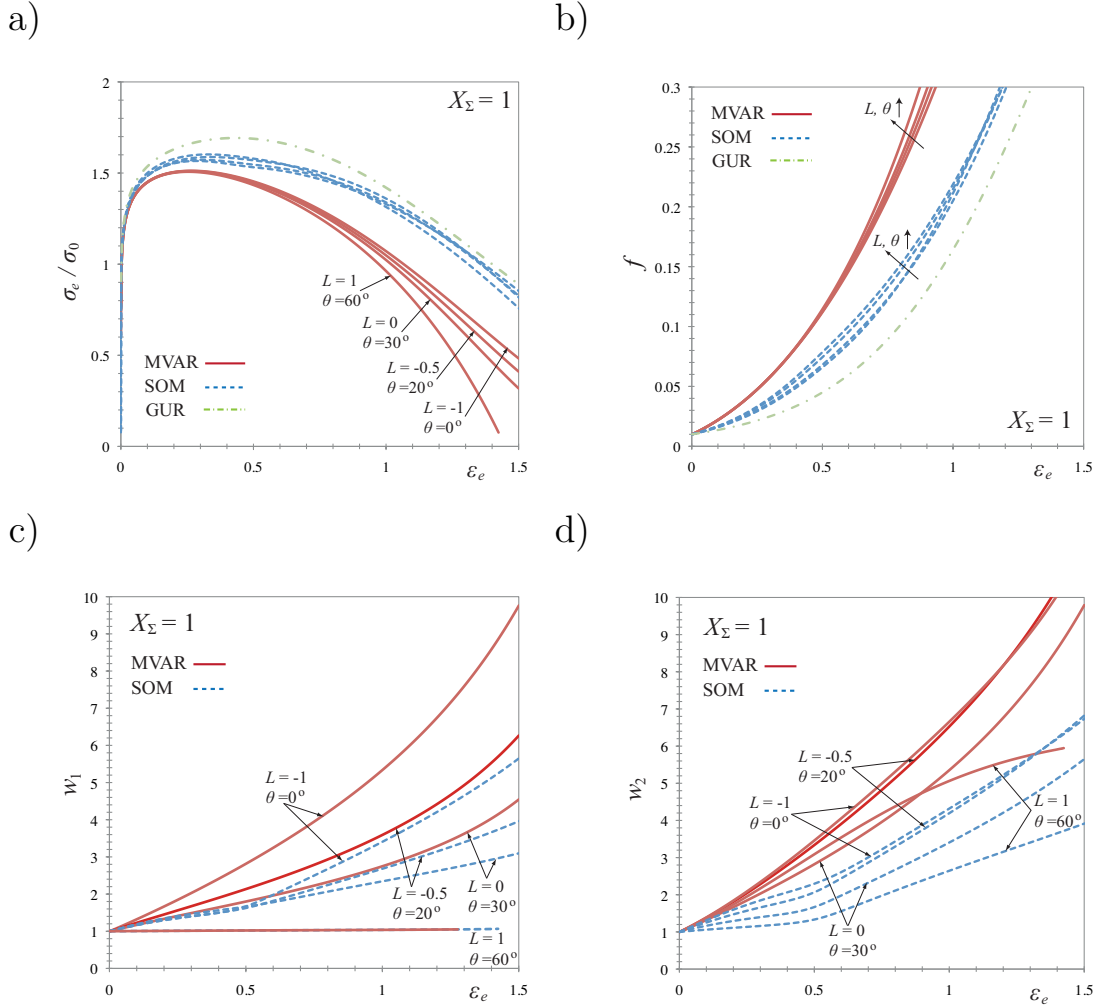 a)
X_Σ = 1
σ_e / σ_0
2
1.5
1
0.5
0
L = 1
θ =60°
L = 0
θ =30°
L = -0.5
θ =20°
L = -1
θ =0°
MVAR
SOM
GUR
0
0.5
1
1.5
ε_e
b)
f
0.3
0.25
0.2
0.15
0.1
0.05
0
MVAR
SOM
GUR
L, θ
L, θ
X_Σ = 1
0
0.5
1
1.5
ε_e
c)
w_1
10
9
8
7
6
5
4
3
2
1
0
X_Σ = 1
MVAR
SOM
L = -1
θ =0°
L = -0.5
θ =20°
L = 0
θ =30°
L = 1
θ =60°
0
0.5
1
1.5
ε_e
d)
w_2
10
9
8
7
6
5
4
3
2
1
0
X_Σ = 1
MVAR
SOM
L = -0.5
θ =20°
L = -1
θ =0°
L = 1
θ =60°
L = 0
θ =30°
0
0.5
1
1.5
ε_e